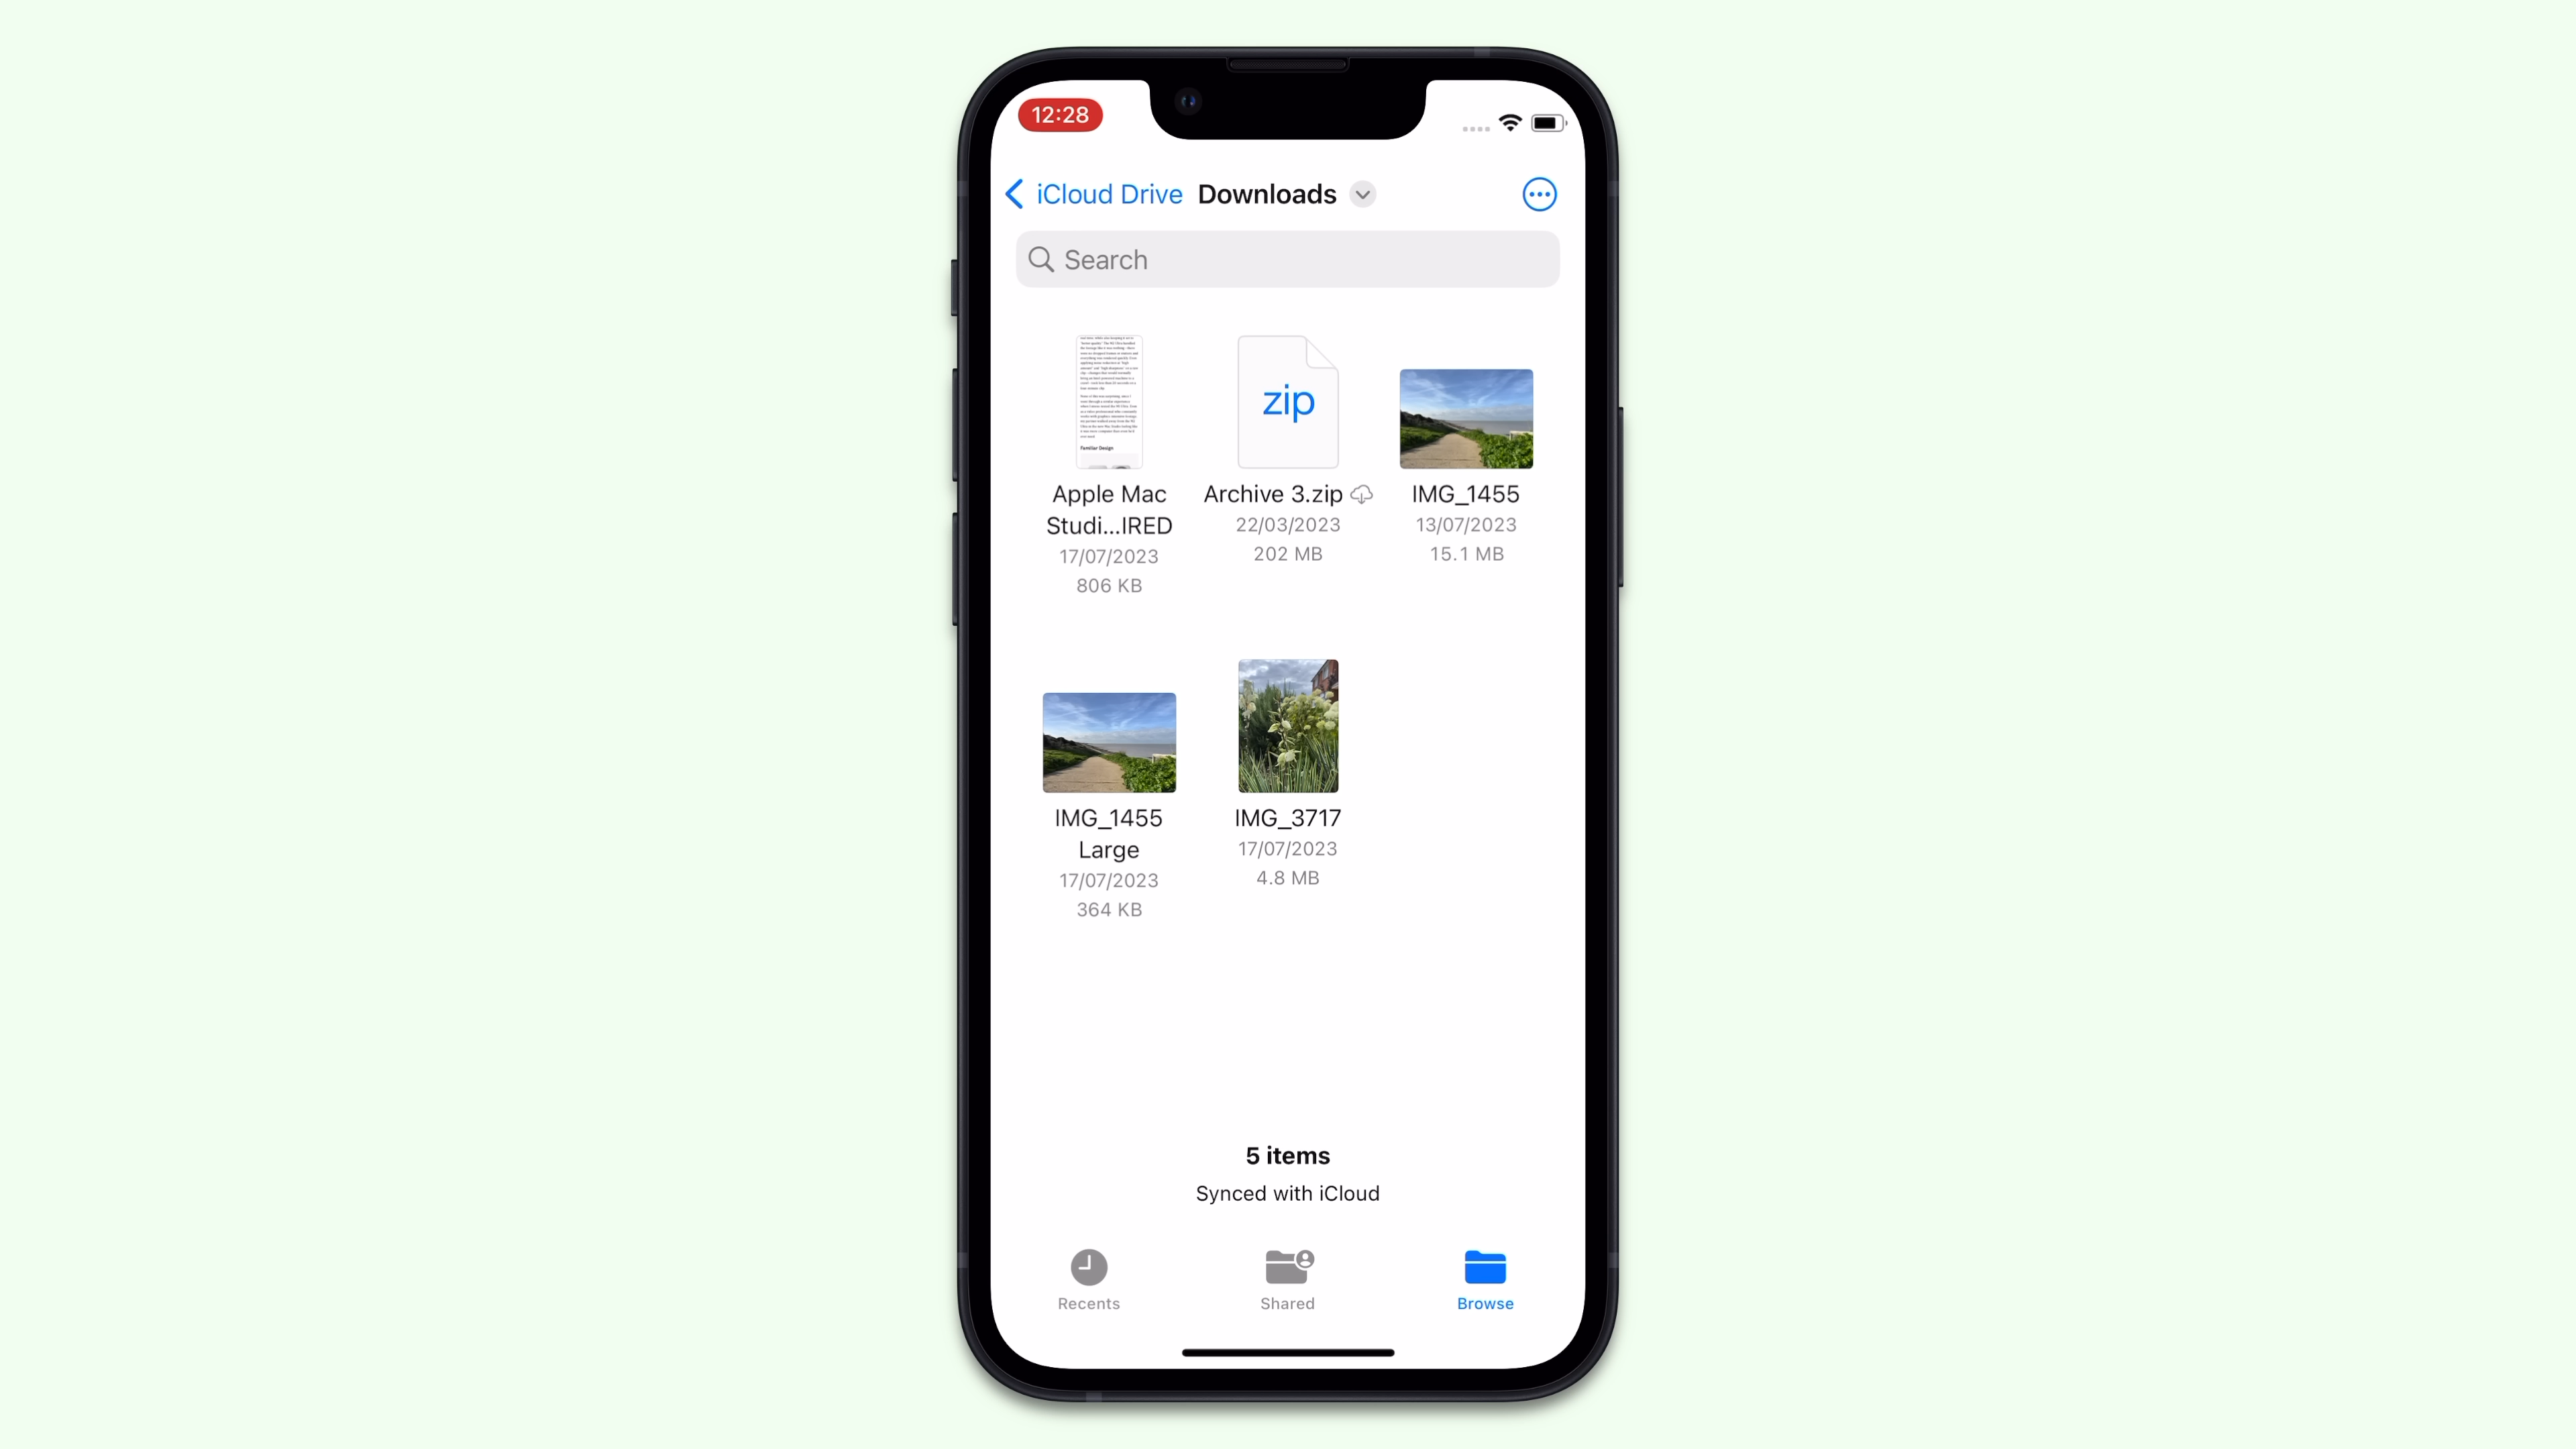 12:28
iCloud Drive Downloads
Search
zip
Apple Mac
Studi...IRED
17/07/2023
806 KB
Archive 3.zip
22/03/2023
202 MB
IMG_1455
13/07/2023
15.1 MB
Familiar Design
IMG_1455
Large
17/07/2023
364 KB
IMG_3717
17/07/2023
4.8 MB
5 items
Synced with iCloud
Recents
Shared
Browse